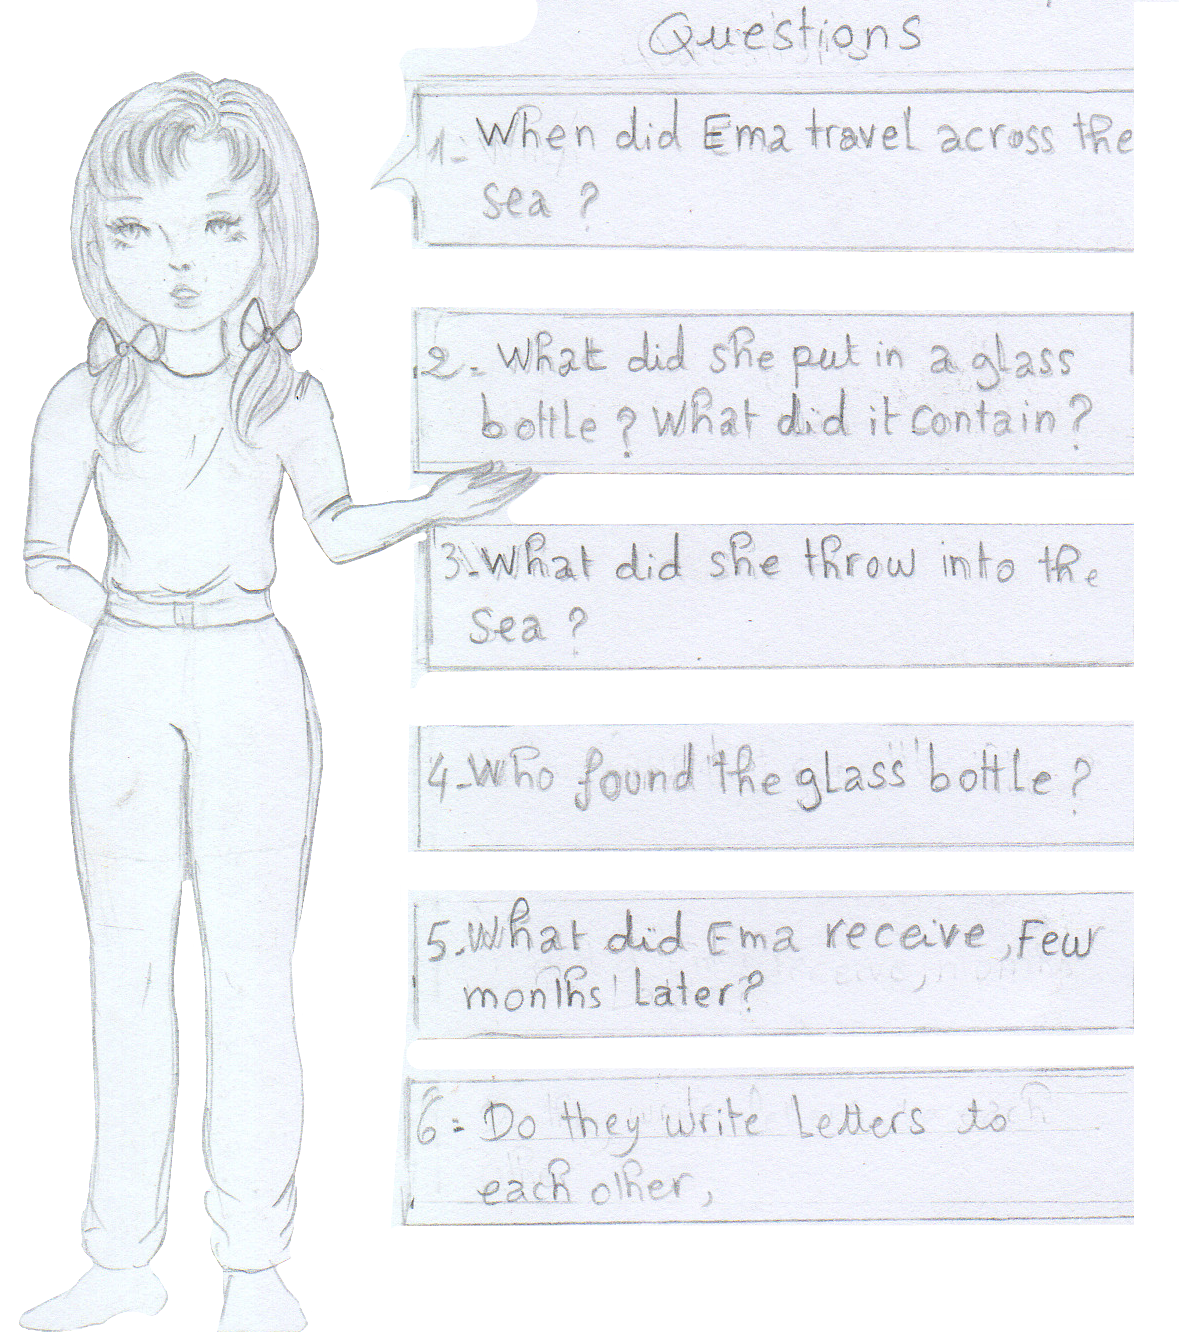 Questions
1- When did Ema travel across the
sea ?
2- What did she put in a glass
bottle ? What did it contain ?
3- What did she throw into the
sea ?
4- Who found the glass bottle ?
5- What did Ema receive, Few
months later ?
6- Do they write letters to
each other,